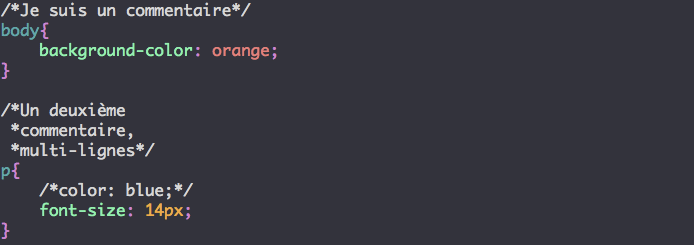 /*Je suis un commentaire*/
body{
    background-color: orange;
}

/*Un deuxième
 *commentaire,
 *multi-lignes*/
p{
    /*color: blue;*/
    font-size: 14px;
}